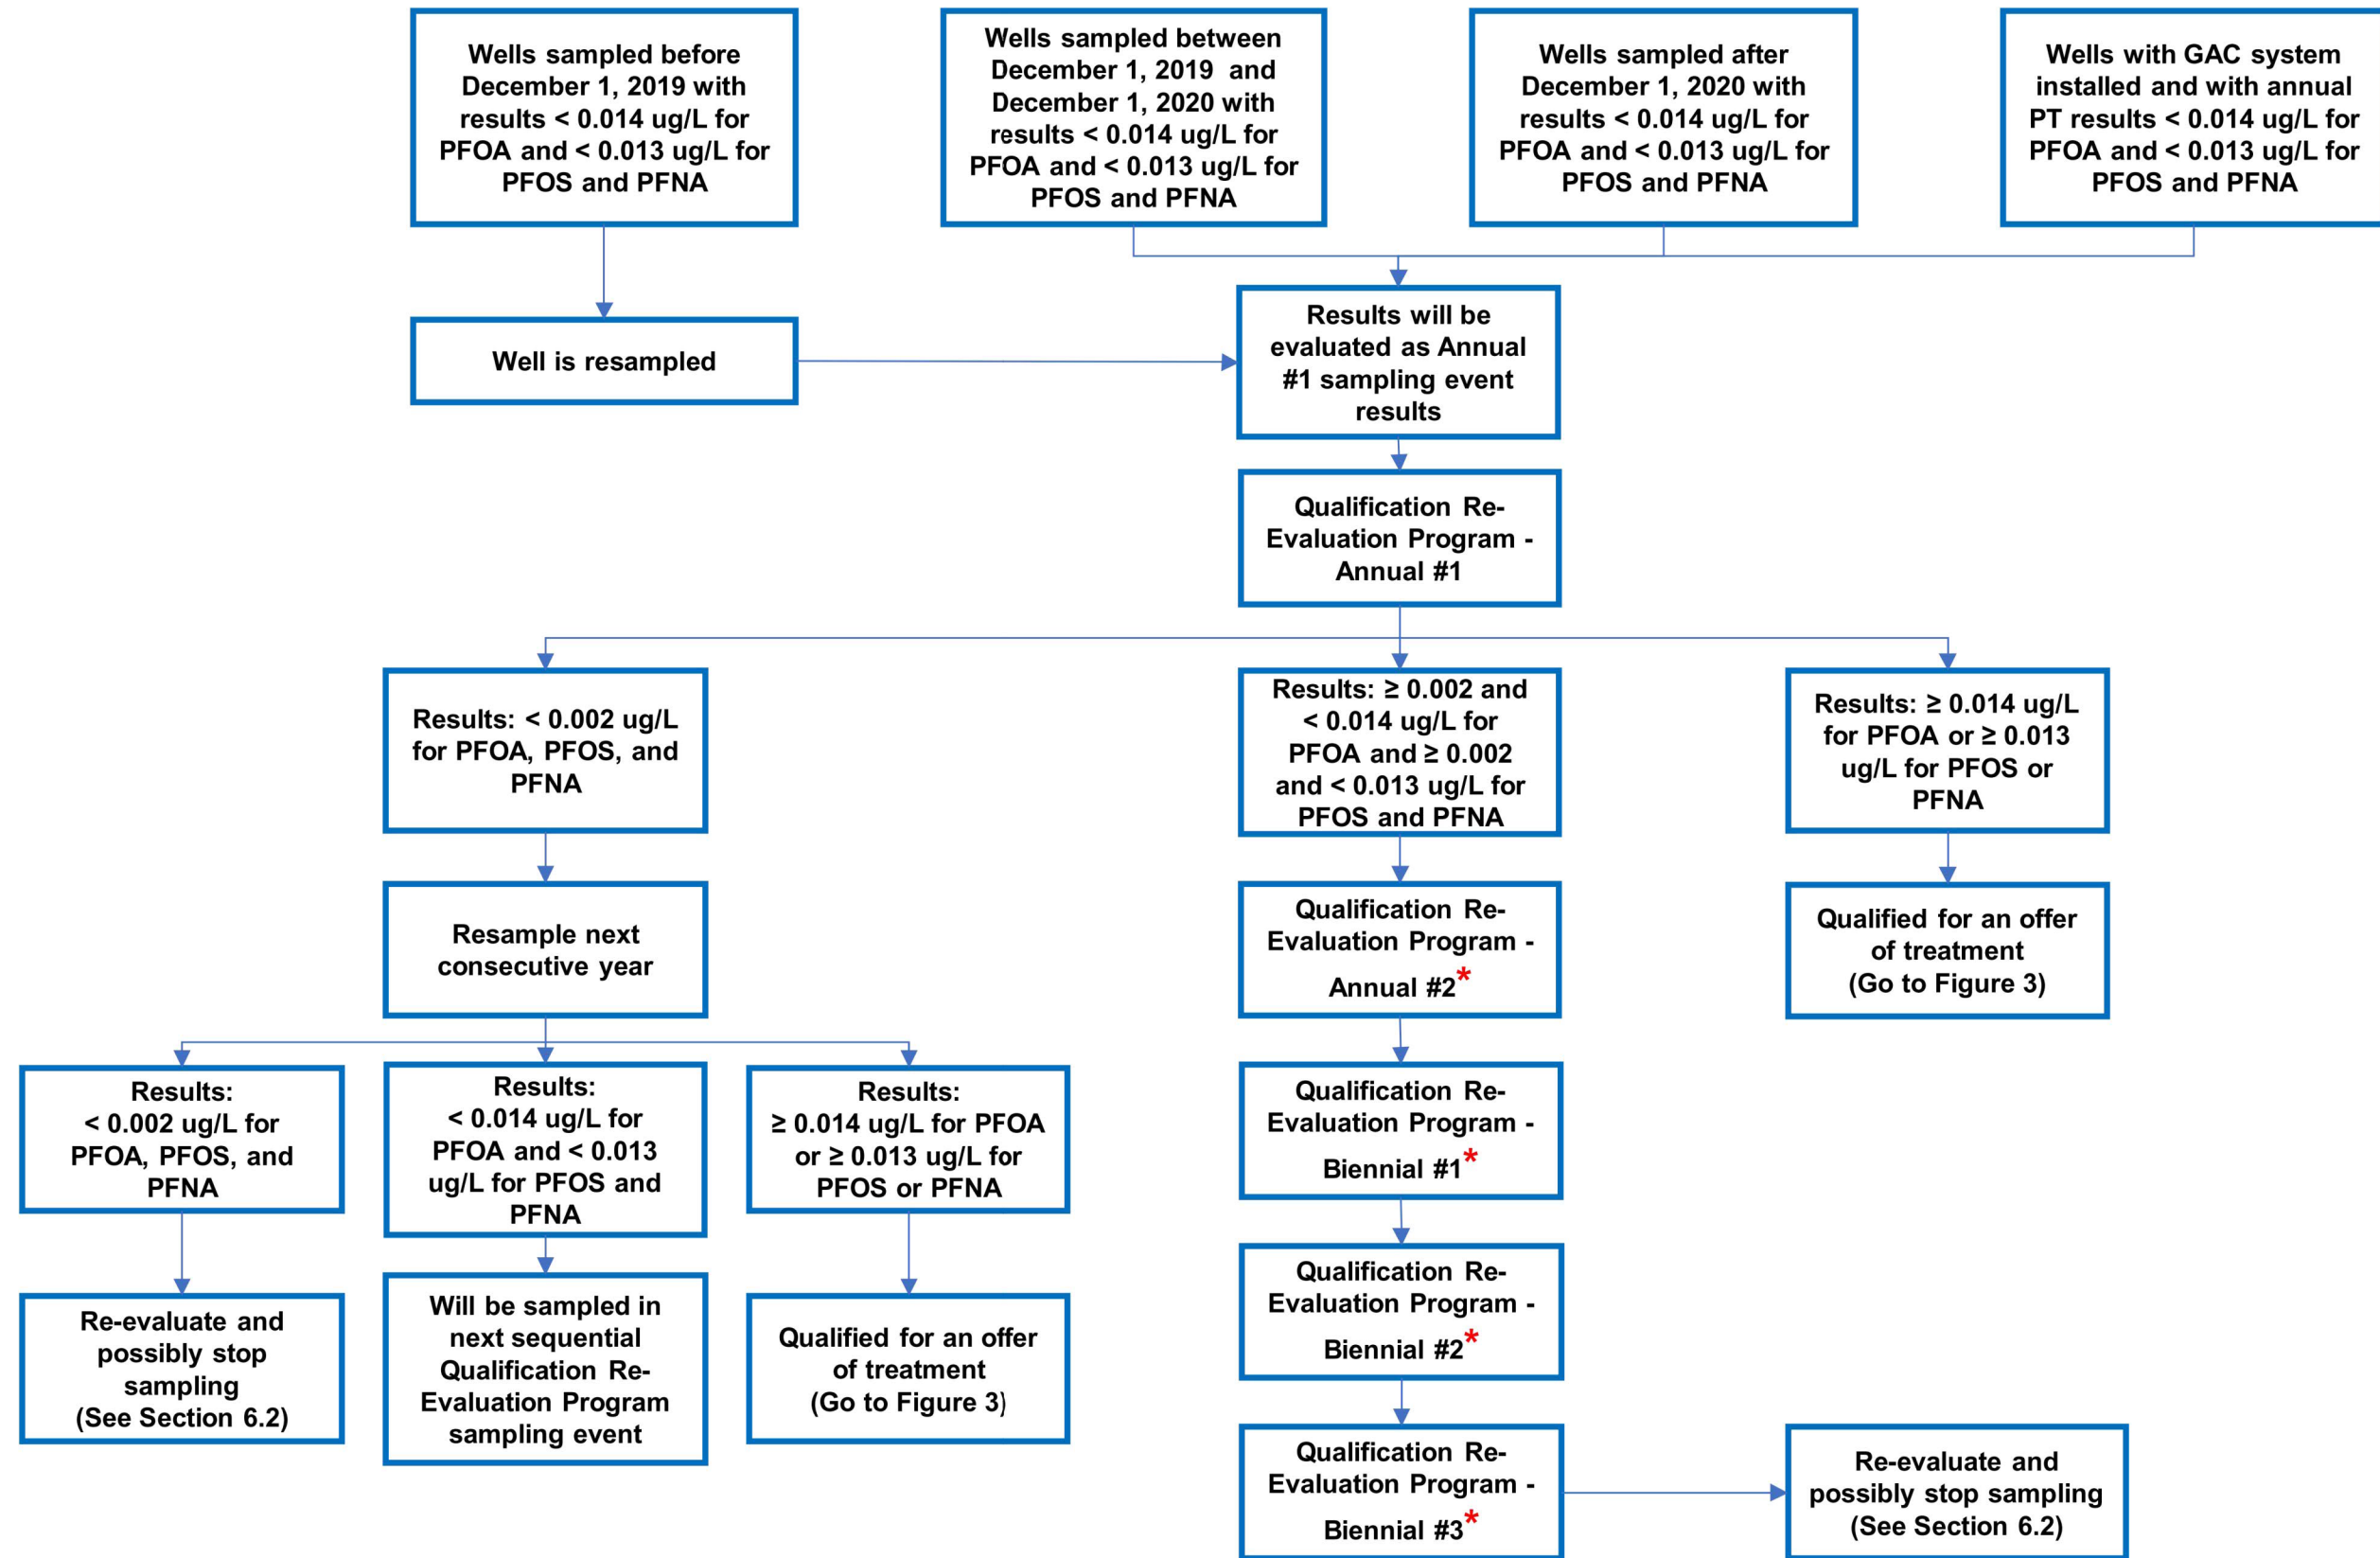 Wells sampled before
December 1, 2019 with
results < 0.014 ug/L for
PFOA and < 0.013 ug/L for
PFOS and PFNA
Wells sampled between
December 1, 2019 and
December 1, 2020 with
results < 0.014 ug/L for
PFOA and < 0.013 ug/L for
PFOS and PFNA
Wells sampled after
December 1, 2020 with
results < 0.014 ug/L for
PFOA and < 0.013 ug/L for
PFOS and PFNA
Wells with GAC system
installed and with annual
PT results < 0.014 ug/L for
PFOA and < 0.013 ug/L for
PFOS and PFNA
Well is resampled
Results will be
evaluated as Annual
#1 sampling event
results
Qualification Re-
Evaluation Program -
Annual #1
Results: < 0.002 ug/L
for PFOA, PFOS, and
PFNA
Results: ≥ 0.002 and
< 0.014 ug/L for
PFOA and ≥ 0.002
and < 0.013 ug/L for
PFOS and PFNA
Results: ≥ 0.014 ug/L
for PFOA or ≥ 0.013
ug/L for PFOS or
PFNA
Resample next
consecutive year
Qualification Re-
Evaluation Program -
Annual #2*
Qualified for an offer
of treatment
(Go to Figure 3)
Results:
< 0.002 ug/L for
PFOA, PFOS, and
PFNA
Results:
< 0.014 ug/L for
PFOA and < 0.013
ug/L for PFOS and
PFNA
Results:
≥ 0.014 ug/L for PFOA
or ≥ 0.013 ug/L for
PFOS or PFNA
Qualification Re-
Evaluation Program -
Biennial #1*
Re-evaluate and
possibly stop
sampling
(See Section 6.2)
Will be sampled in
next sequential
Qualification Re-
Evaluation Program
sampling event
Qualified for an offer
of treatment
(Go to Figure 3)
Qualification Re-
Evaluation Program -
Biennial #2*
Qualification Re-
Evaluation Program -
Biennial #3*
Re-evaluate and
possibly stop sampling
(See Section 6.2)